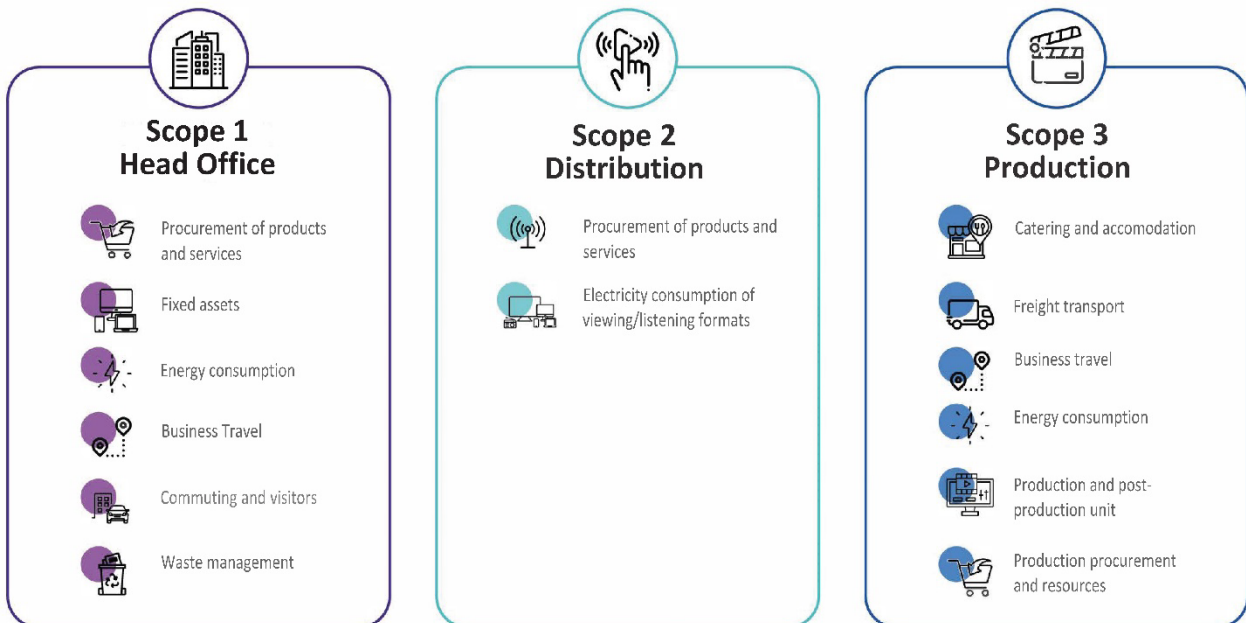 Scope 1
Head Office
Procurement of products
and services
Fixed assets
Energy consumption
Business Travel
Commuting and visitors
Waste management
Scope 2
Distribution
Procurement of products and
services
Electricity consumption of
viewing/listening formats
Scope 3
Production
Catering and accomodation
Freight transport
Business travel
Energy consumption
Production and post-
production unit
Production procurement
and resources